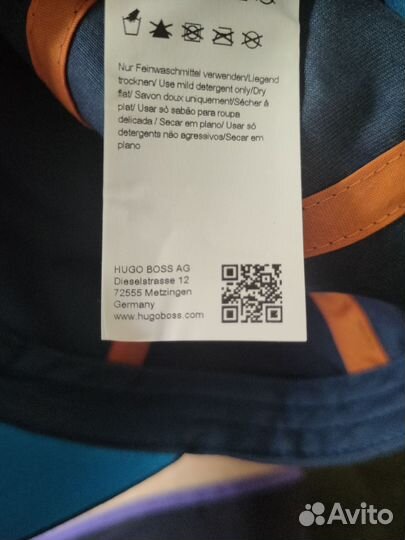 Nur Feinwaschmittel verwenden/Liegend
trocknen/ Use mild detergent only/Dry
flat/ Savon doux uniquement/Sécher à
plat/ Usar só sabão para roupa
delicada / Secar em plano/ Usar só
detergents não agressivos/Secar em
plano
HUGO BOSS AG
Dieselstrasse 12
72555 Metzingen
Germany
www.hugoboss.com
Avito